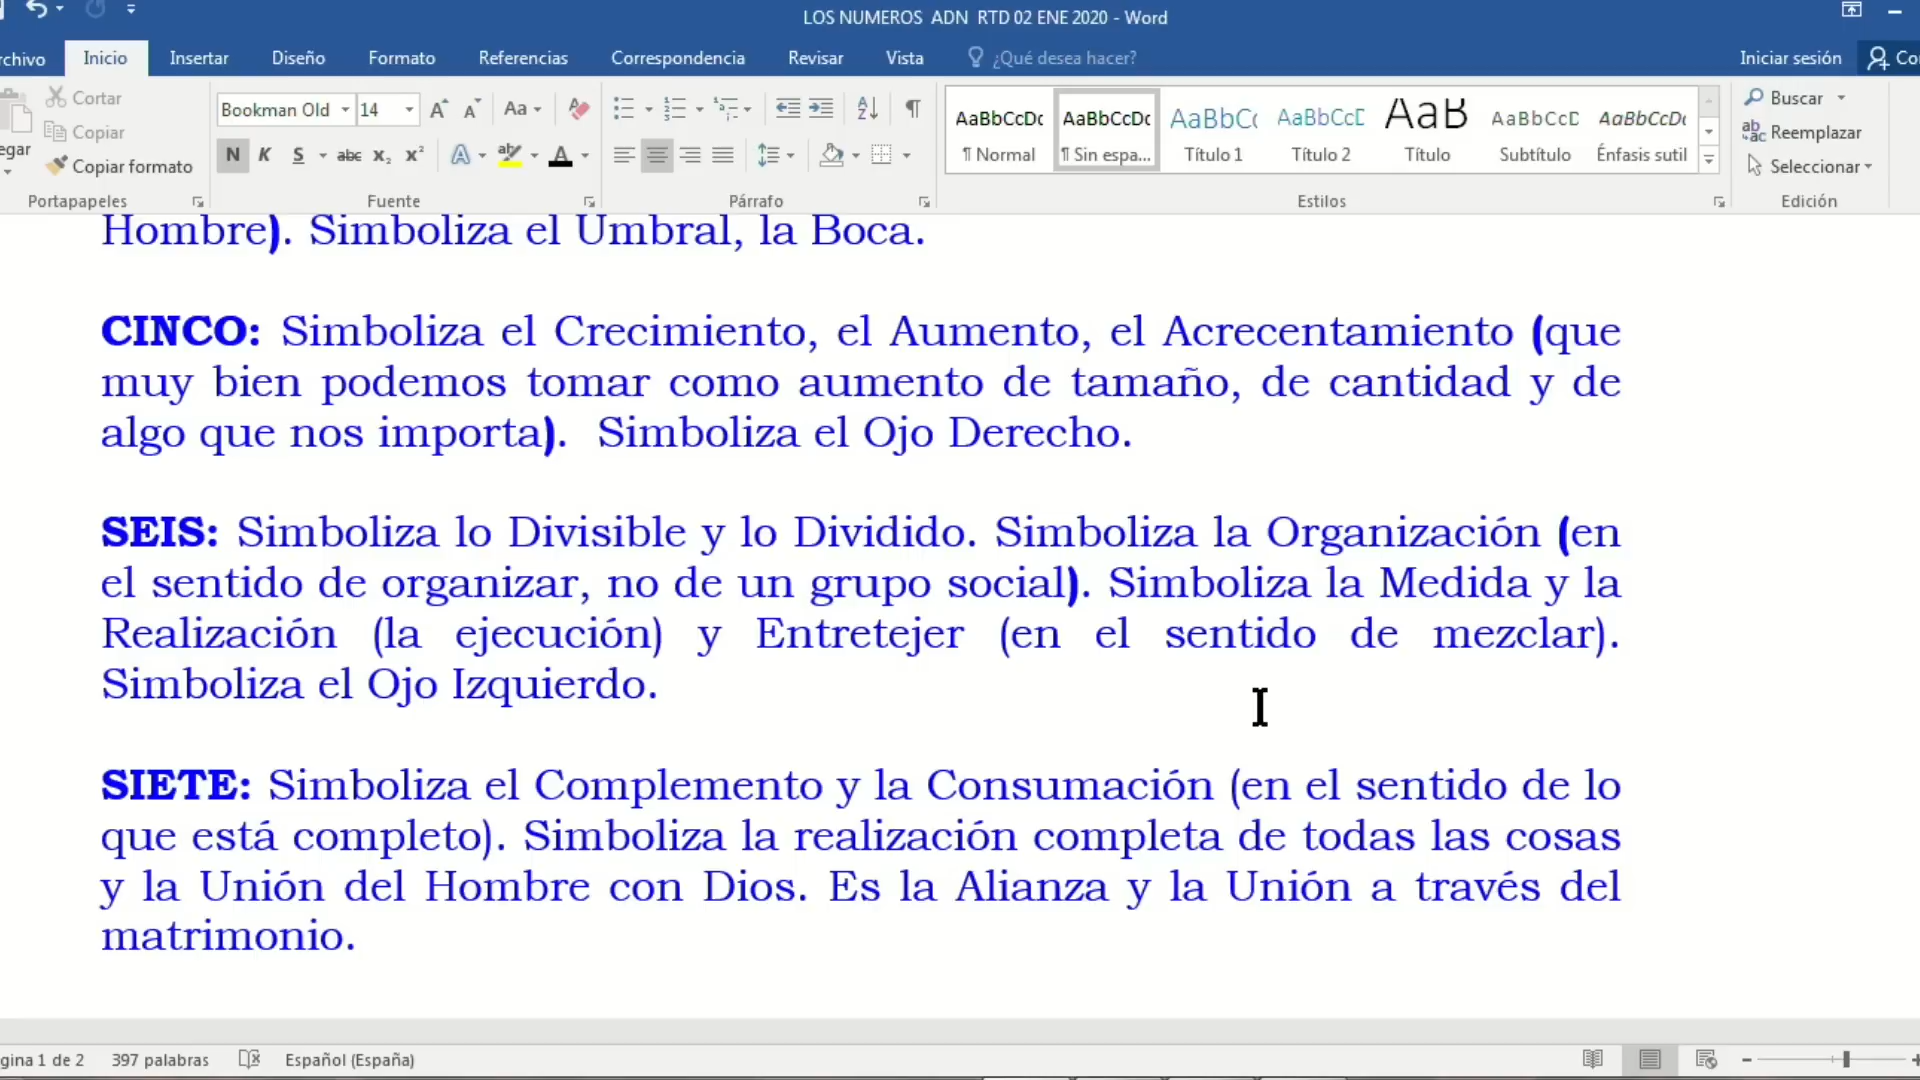 LOS NUMEROS ADN RTD 02 ENE 2020 - Word
rchivo Inicio Insertar Diseño Formato Referencias Correspondencia Revisar Vista ¿Qué desea hacer? Iniciar sesión Co
Cortar
Copiar
egar
Copiar formato
Portapapeles
Bookman Old 14
Aa
N K S abc x₂ x²
Fuente
Párrafo
AaBbCcDc AaBbCcDc AaBbCc AaBbCcE AaB AaBbCcD AaBbCcDc
¶ Normal ¶ Sin espa... Título 1 Título 2 Título Subtítulo Énfasis sutil
Estilos
Buscar
Reemplazar
Seleccionar
Edición
Hombre). Simboliza el Umbral, la Boca.
CINCO: Simboliza el Crecimiento, el Aumento, el Acrecentamiento (que
muy bien podemos tomar como aumento de tamaño, de cantidad y de
algo que nos importa). Simboliza el Ojo Derecho.
SEIS: Simboliza lo Divisible y lo Dividido. Simboliza la Organización (en
el sentido de organizar, no de un grupo social). Simboliza la Medida y la
Realización (la ejecución) y Entretejer (en el sentido de mezclar).
Simboliza el Ojo Izquierdo.
SIETE: Simboliza el Complemento y la Consumación (en el sentido de lo
que está completo). Simboliza la realización completa de todas las cosas
y la Unión del Hombre con Dios. Es la Alianza y la Unión a través del
matrimonio.
gina 1 de 2 397 palabras Español (España)